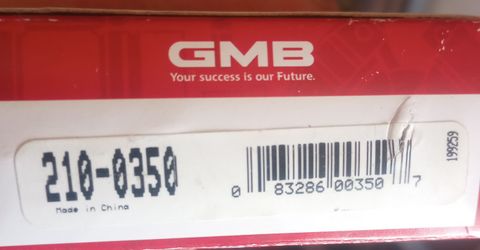 GMB
Your success is our Future.
210-0350
Made in China
0 83286 00350 7
199259